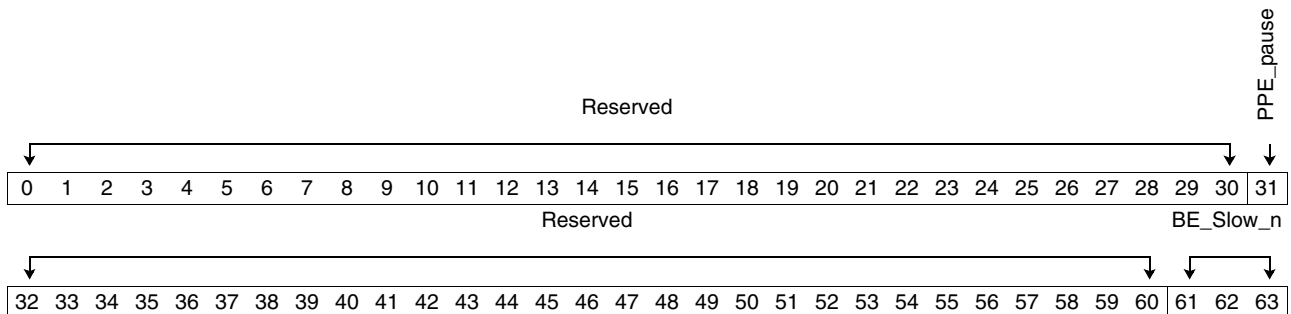 PPE_pause
Reserved
0 1 2 3 4 5 6 7 8 9 10 11 12 13 14 15 16 17 18 19 20 21 22 23 24 25 26 27 28 29 30 31
Reserved BE_Slow_n
32 33 34 35 36 37 38 39 40 41 42 43 44 45 46 47 48 49 50 51 52 53 54 55 56 57 58 59 60 61 62 63